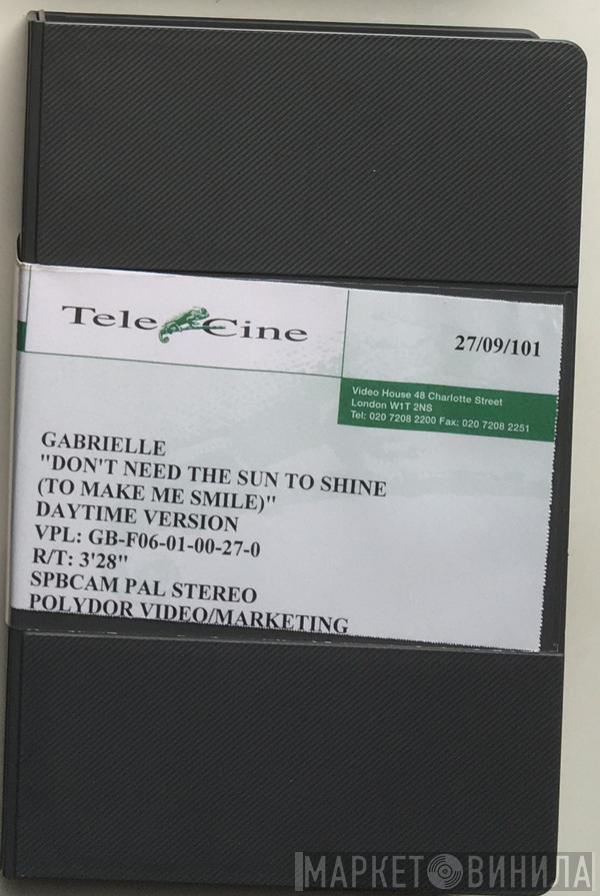 Tele Cine
27/09/101
Video House 48 Charlotte Street
London W1T 2NS
Tel: 020 7208 2200 Fax: 020 7208 2251
GABRIELLE
"DON'T NEED THE SUN TO SHINE
(TO MAKE ME SMILE)"
DAYTIME VERSION
VPL: GB-F06-01-00-27-0
R/T: 3'28"
SPBCAM PAL STEREO
POLYDOR VIDEO/MARKETING
МАРКЕТ ВИНИЛА